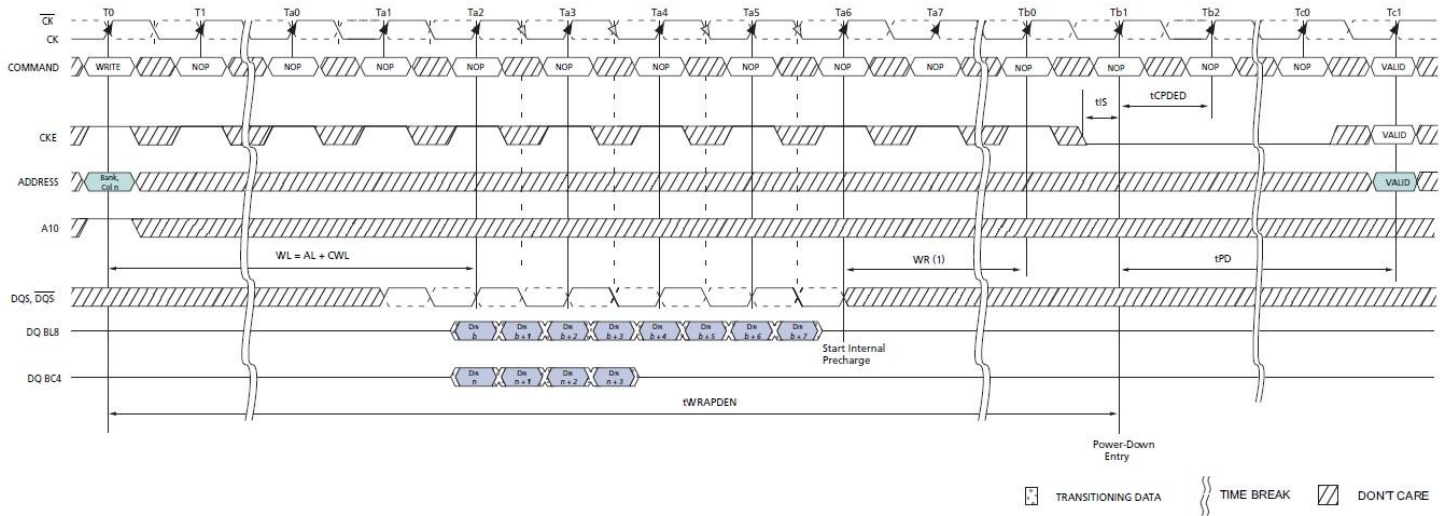 T0 T1 Ta0 Ta1 Ta2 Ta3 Ta4 Ta5 Ta6 Ta7 Tb0 Tb1 Tb2 Tc0 Tc1
CK
CK
COMMAND WRITE NOP NOP NOP NOP NOP NOP NOP NOP NOP NOP NOP NOP NOP VALID
tIS tCPDED
CKE VALID
ADDRESS Bank, Col n VALID
A10
WL = AL + CWL WR (1) tPD
DQS, DQS
DQ BL8 DIN b DIN b+1 DIN b+2 DIN b+3 DIN b+4 DIN b+5 DIN b+6 DIN b+7
Start Internal
Precharge
DQ BC4 DIN n DIN n+1 DIN n+2 DIN n+3
tWRAPDEN
Power-Down
Entry
TRANSITIONING DATA TIME BREAK DON'T CARE